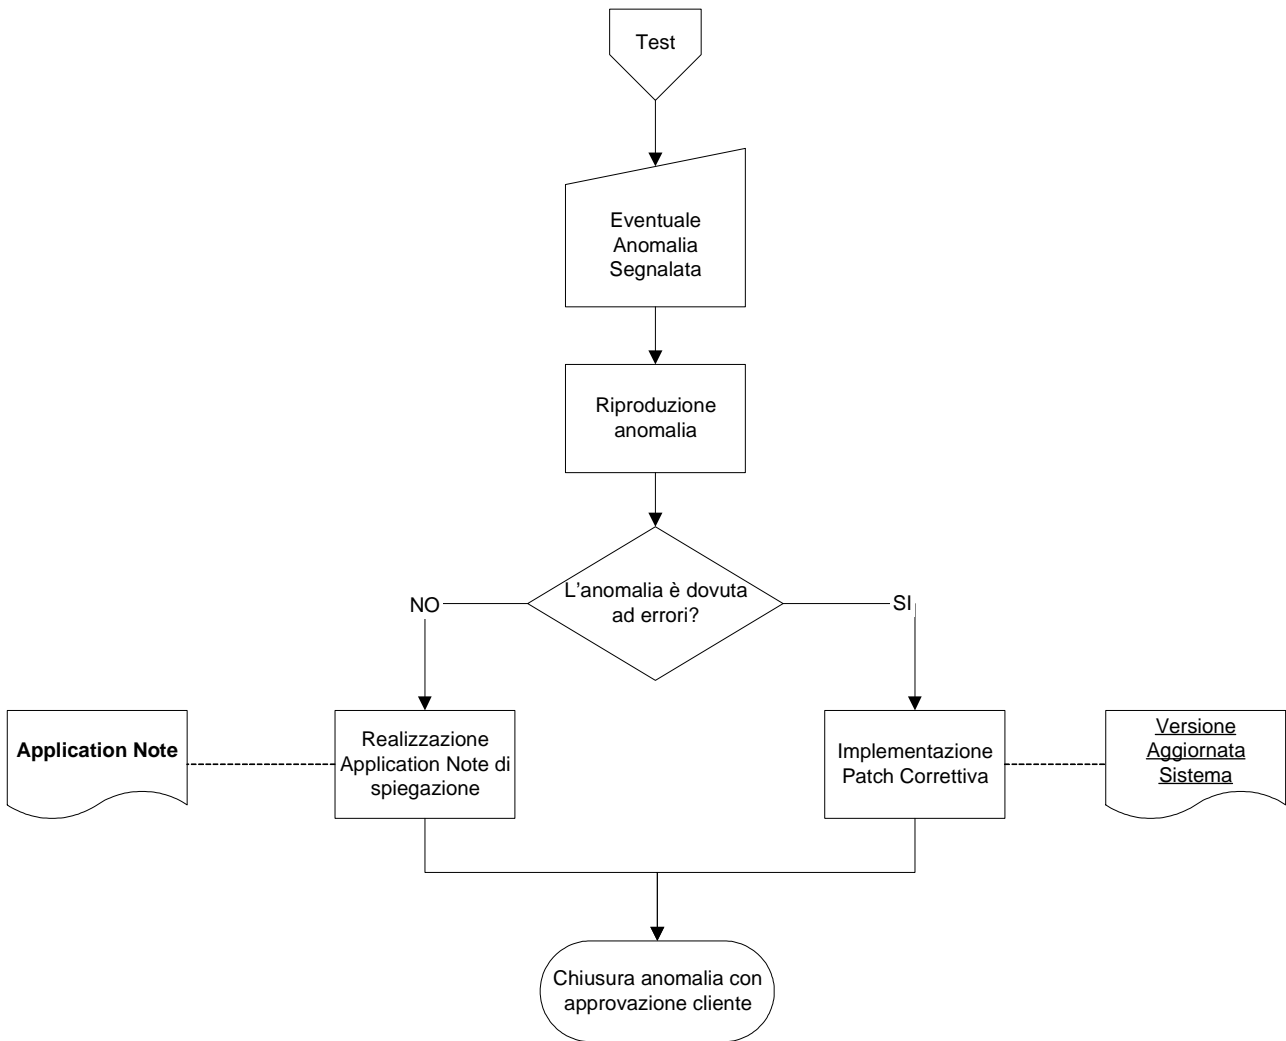 Test
Eventuale
Anomalia
Segnalata
Riproduzione
anomalia
L'anomalia è dovuta
ad errori?
NO
SI
Application Note
Realizzazione
Application Note di
spiegazione
Implementazione
Patch Correttiva
Versione
Aggiornata
Sistema
Chiusura anomalia con
approvazione cliente